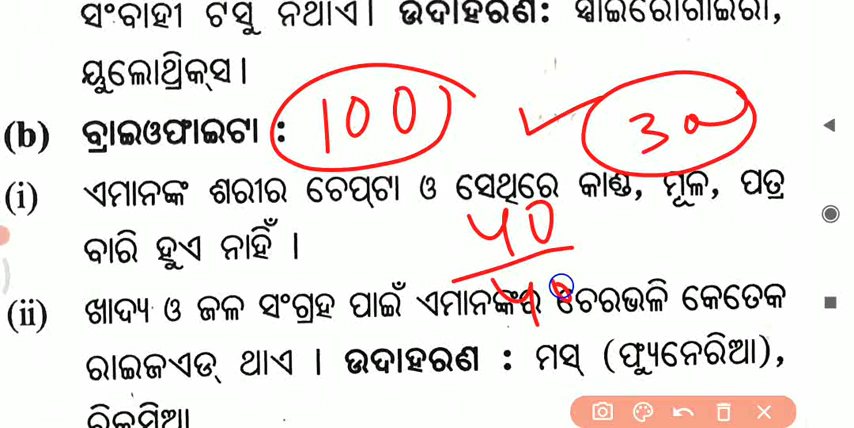 ସଂବାହୀ ଟିସୁ ନଥାଏ। ଉଦାହରଣ: ସ୍ପାଇରୋଗାଇରା,
ୟୁଲୋଥ୍ରିକ୍ସ।
(b) ବ୍ରାଇଓଫାଇଟା : 100 30
(i) ଏମାନଙ୍କ ଶରୀର ଚେପ୍ଟା ଓ ସେଥିରେ କାଣ୍ଡ, ମୂଳ, ପତ୍ର
ବାରି ହୁଏ ନାହିଁ ।
40
40
(ii) ଖାଦ୍ୟ ଓ ଜଳ ସଂଗ୍ରହ ପାଇଁ ଏମାନଙ୍କର ଚେରଭଳି କେତେକ
ରାଇଜଏଡ୍ ଥାଏ । ଉଦାହରଣ : ମସ୍ (ଫ୍ୟୁନେରିଆ),
ରିକ୍ସିଆ